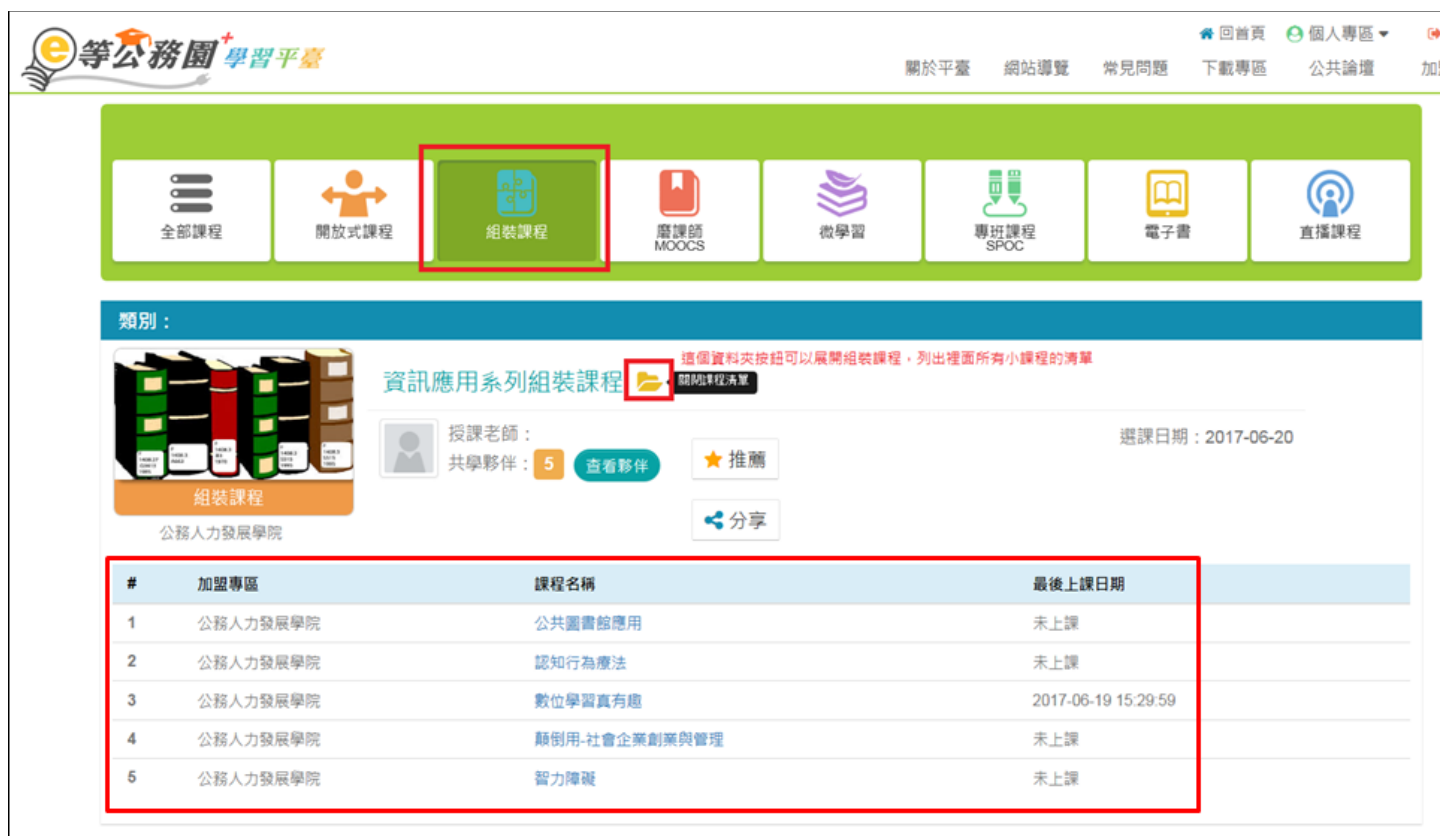 e等公務園+學習平臺
回首頁 個人專區
關於平臺 網站導覽 常見問題 下載專區 公共論壇
全部課程 開放式課程 組裝課程 磨課師 MOOCS 微學習 專班課程 SPOC 電子書 直播課程
類別：
這個資料夾按鈕可以展開組裝課程，列出裡面所有小課程的清單
資訊應用系列組裝課程 關閉課程清單
授課老師：
選課日期：2017-06-20
共學夥伴：5 查看夥伴
推薦
組裝課程
分享
公務人力發展學院
# 加盟專區 課程名稱 最後上課日期
1 公務人力發展學院 公共圖書館應用 未上課
2 公務人力發展學院 認知行為療法 未上課
3 公務人力發展學院 數位學習真有趣 2017-06-19 15:29:59
4 公務人力發展學院 顛倒用-社會企業創業與管理 未上課
5 公務人力發展學院 智力障礙 未上課